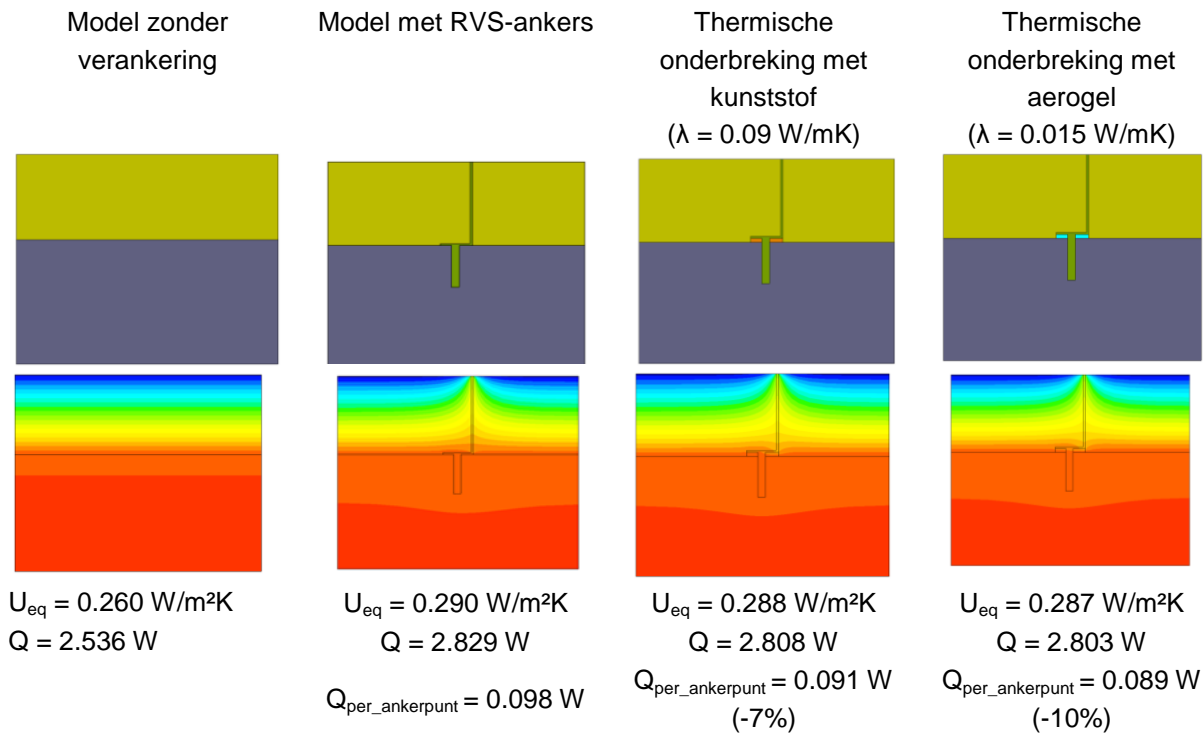 Model zonder
verankering
Model met RVS-ankers
Thermische
onderbreking met
kunststof
(λ = 0.09 W/mK)
Thermische
onderbreking met
aerogel
(λ = 0.015 W/mK)
Ueq = 0.260 W/m²K
Q = 2.536 W
Ueq = 0.290 W/m²K
Q = 2.829 W
Qper_ankerpunt = 0.098 W
Ueq = 0.288 W/m²K
Q = 2.808 W
Qper_ankerpunt = 0.091 W
(-7%)
Ueq = 0.287 W/m²K
Q = 2.803 W
Qper_ankerpunt = 0.089 W
(-10%)